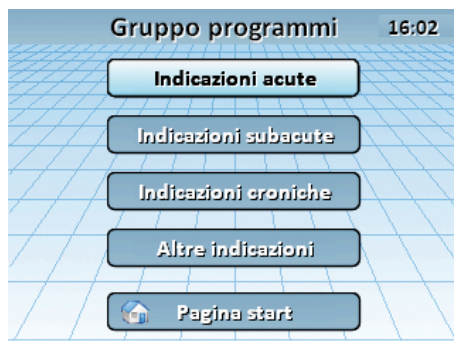 Gruppo programmi 16:02
Indicazioni acute
Indicazioni subacute
Indicazioni croniche
Altre indicazioni
Pagina start